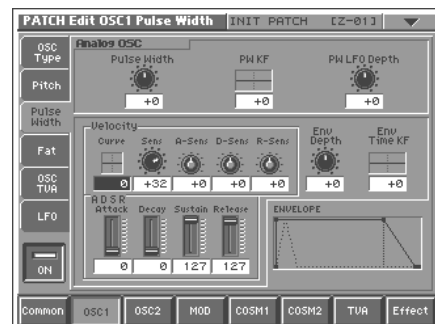 PATCH Edit OSC1 Pulse Width INIT PATCH [Z-01]
OSC Type
Pitch
Pulse Width
Fat
OSC TVA
LFO
ON
Analog OSC
Pulse Width PW KF PW LFO Depth
+0 +0 +0
Velocity
Curve Sens A-Sens D-Sens R-Sens
0 +32 +0 +0 +0
Env Depth Env Time KF
+0 +0
ADSR
Attack Decay Sustain Release
0 0 127 127
ENVELOPE
Common OSC1 OSC2 MOD COSM1 COSM2 TVA Effect